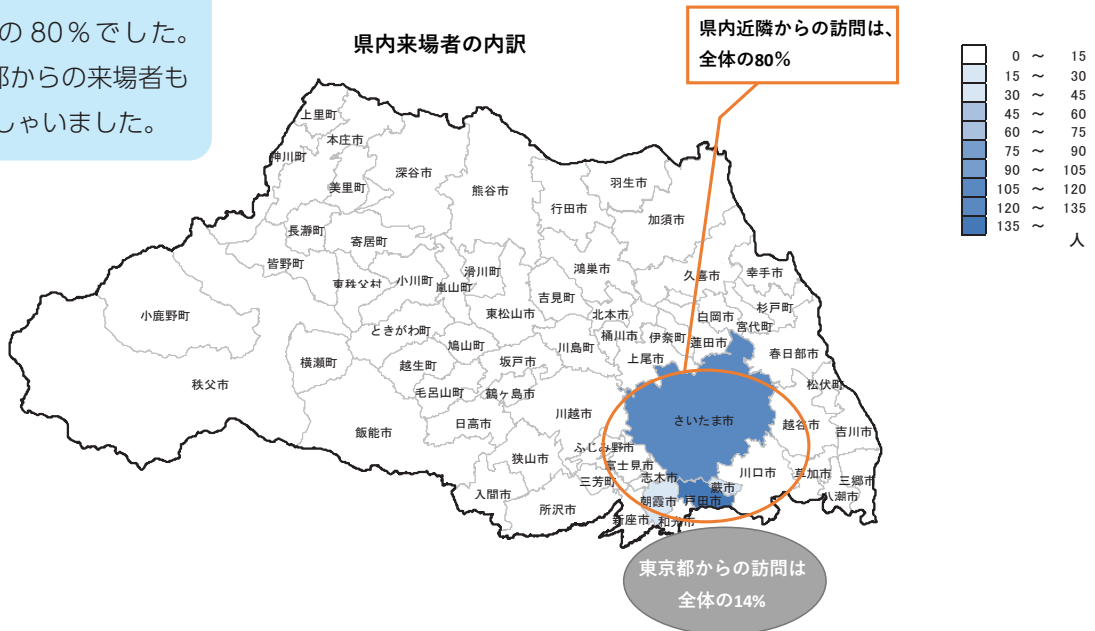 の80％でした。
部からの来場者も
しゃいました。
県内来場者の内訳
県内近隣からの訪問は、
全体の80%
0 ～ 15
15 ～ 30
30 ～ 45
45 ～ 60
60 ～ 75
75 ～ 90
90 ～ 105
105 ～ 120
120 ～ 135
135 ～
人
上里町
本庄市
神川町
美里町
深谷市
熊谷市
行田市
羽生市
加須市
長瀞町
寄居町
皆野町
東秩父村
小川町
嵐山町
滑川町
鴻巣市
久喜市
幸手市
小鹿野町
吉見町
東松山市
北本市
白岡市
杉戸町
宮代町
ときがわ町
鳩山町
川島町
桶川市
伊奈町
蓮田市
春日部市
横瀬町
越生町
坂戸市
上尾市
秩父市
毛呂山町
鶴ヶ島市
松伏町
日高市
川越市
さいたま市
越谷市
吉川市
飯能市
ふじみ野市
狭山市
富士見市
三芳町
志木市
川口市
草加市
三郷市
八潮市
入間市
所沢市
朝霞市
戸田市
蕨市
新座市
和光市
東京都からの訪問は
全体の14%